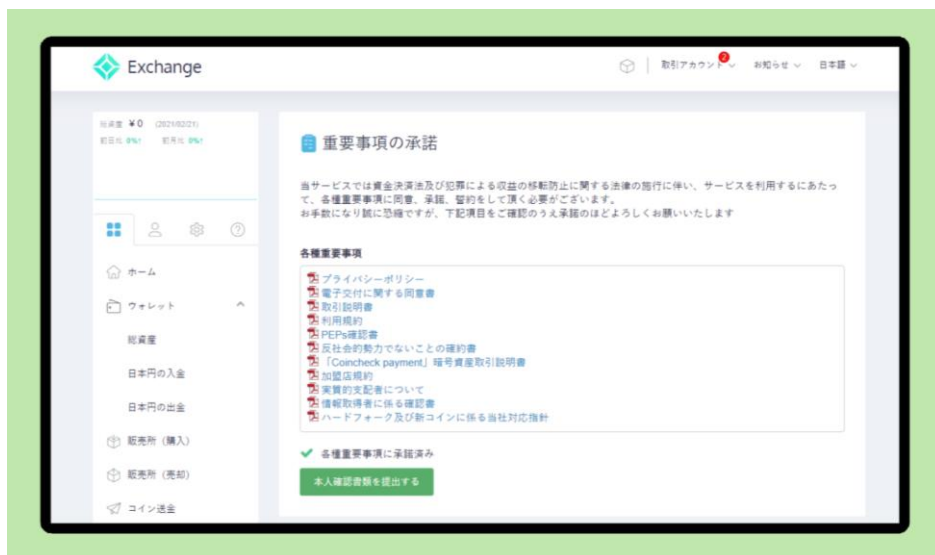 Exchange
2
取引アカウント
お知らせ
日本語
総資産 ¥0 (2021/02/21)
前日比 0%↑ 前月比 0%↑
重要事項の承諾
当サービスでは資金決済法及び犯罪による収益の移転防止に関する法律の施行に伴い、サービスを利用するにあたっ
て、各種重要事項に同意、承諾、誓約をして頂く必要がございます。
お手数になり誠に恐縮ですが、下記項目をご確認のうえ承諾のほどよろしくお願いいたします
各種重要事項
プライバシーポリシー
電子交付に関する同意書
取引説明書
利用規約
PEPs確認書
反社会的勢力でないことの確約書
「Coincheck payment」暗号資産取引説明書
加盟店規約
実質的支配者について
情報取得者に係る確認書
ハードフォーク及び新コインに係る当社対応指針
各種重要事項に承諾済み
本人確認書類を提出する
ホーム
ウォレット
総資産
日本円の入金
日本円の出金
販売所（購入）
販売所（売却）
コイン送金